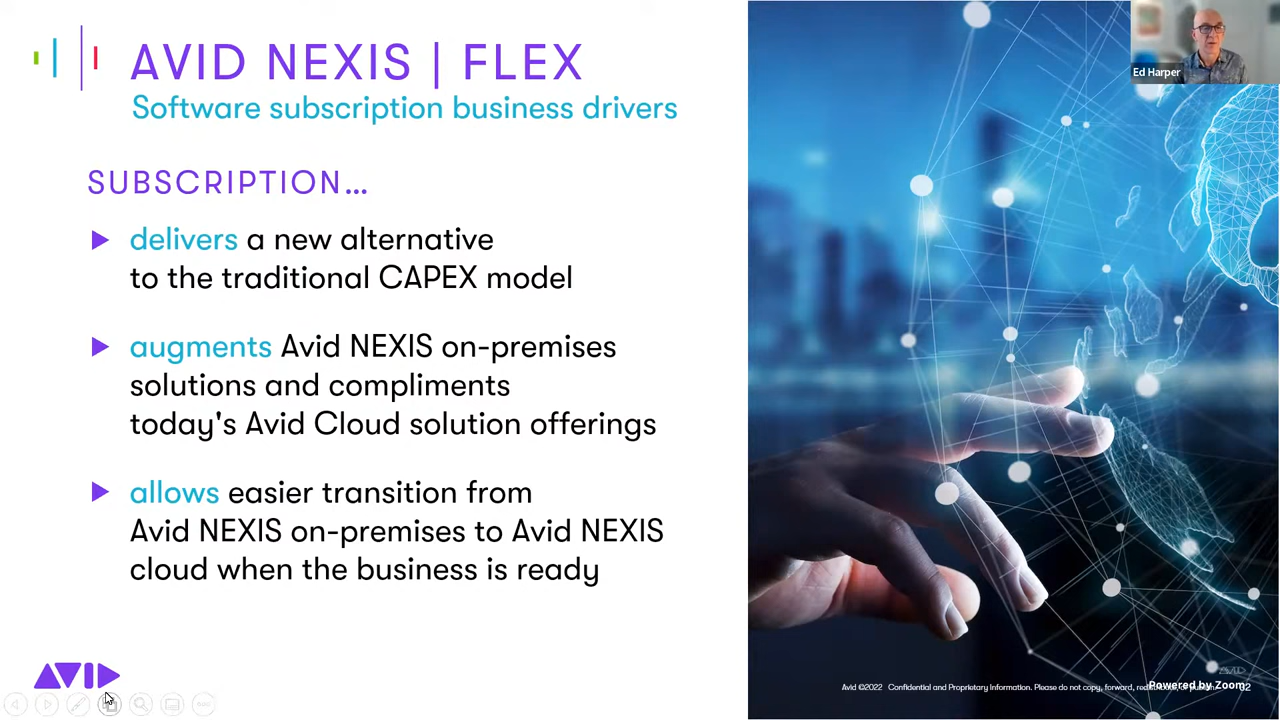 AVID NEXIS | FLEX
Software subscription business drivers
SUBSCRIPTION...
delivers a new alternative
to the traditional CAPEX model
augments Avid NEXIS on-premises
solutions and compliments
today's Avid Cloud solution offerings
allows easier transition from
Avid NEXIS on-premises to Avid NEXIS
cloud when the business is ready
AVID
Ed Harper
Avid ©2022 Confidential and Proprietary Information. Please do not copy, forward,
Powered by Zoom